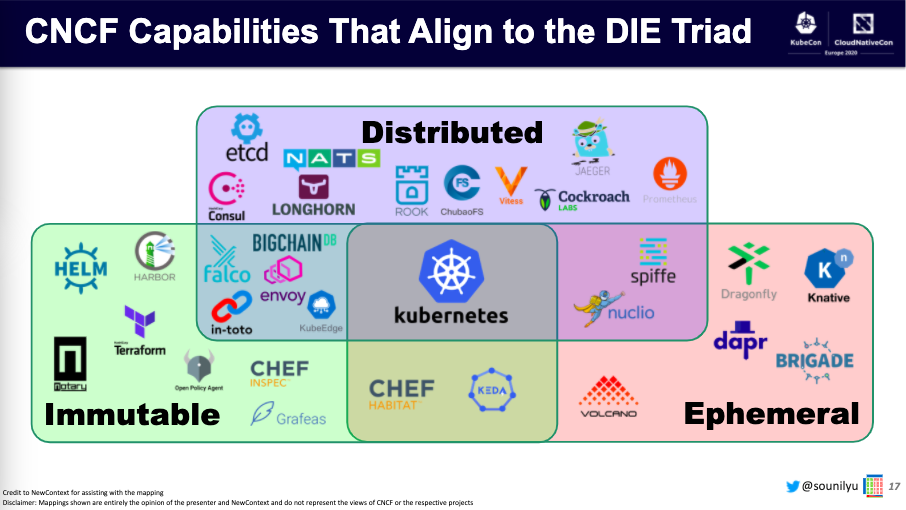 CNCF Capabilities That Align to the DIE Triad
KubeCon
CloudNativeCon
Europe 2020
Distributed
etcd
NATS
JAEGER
Consul
LONGHORN
ROOK
CFS
ChubaoFS
Vitess
Cockroach
LABS
Prometheus
HELM
HARBOR
falco
BIGCHAINDB
envoy
in-toto
KubeEdge
kubernetes
spiffe
nuclio
Dragonfly
K n
Knative
Terraform
n
notary
Open Policy Agent
CHEF
INSPEC™
Grafeas
CHEF
HABITAT™
KEDA
VOLCANO
dapr
BRIGADE
Immutable
Ephemeral
Credit to NewContext for assisting with the mapping
Disclaimer: Mappings shown are entirely the opinion of the presenter and NewContext and do not represent the views of CNCF or the respective projects
@sounilyu
17